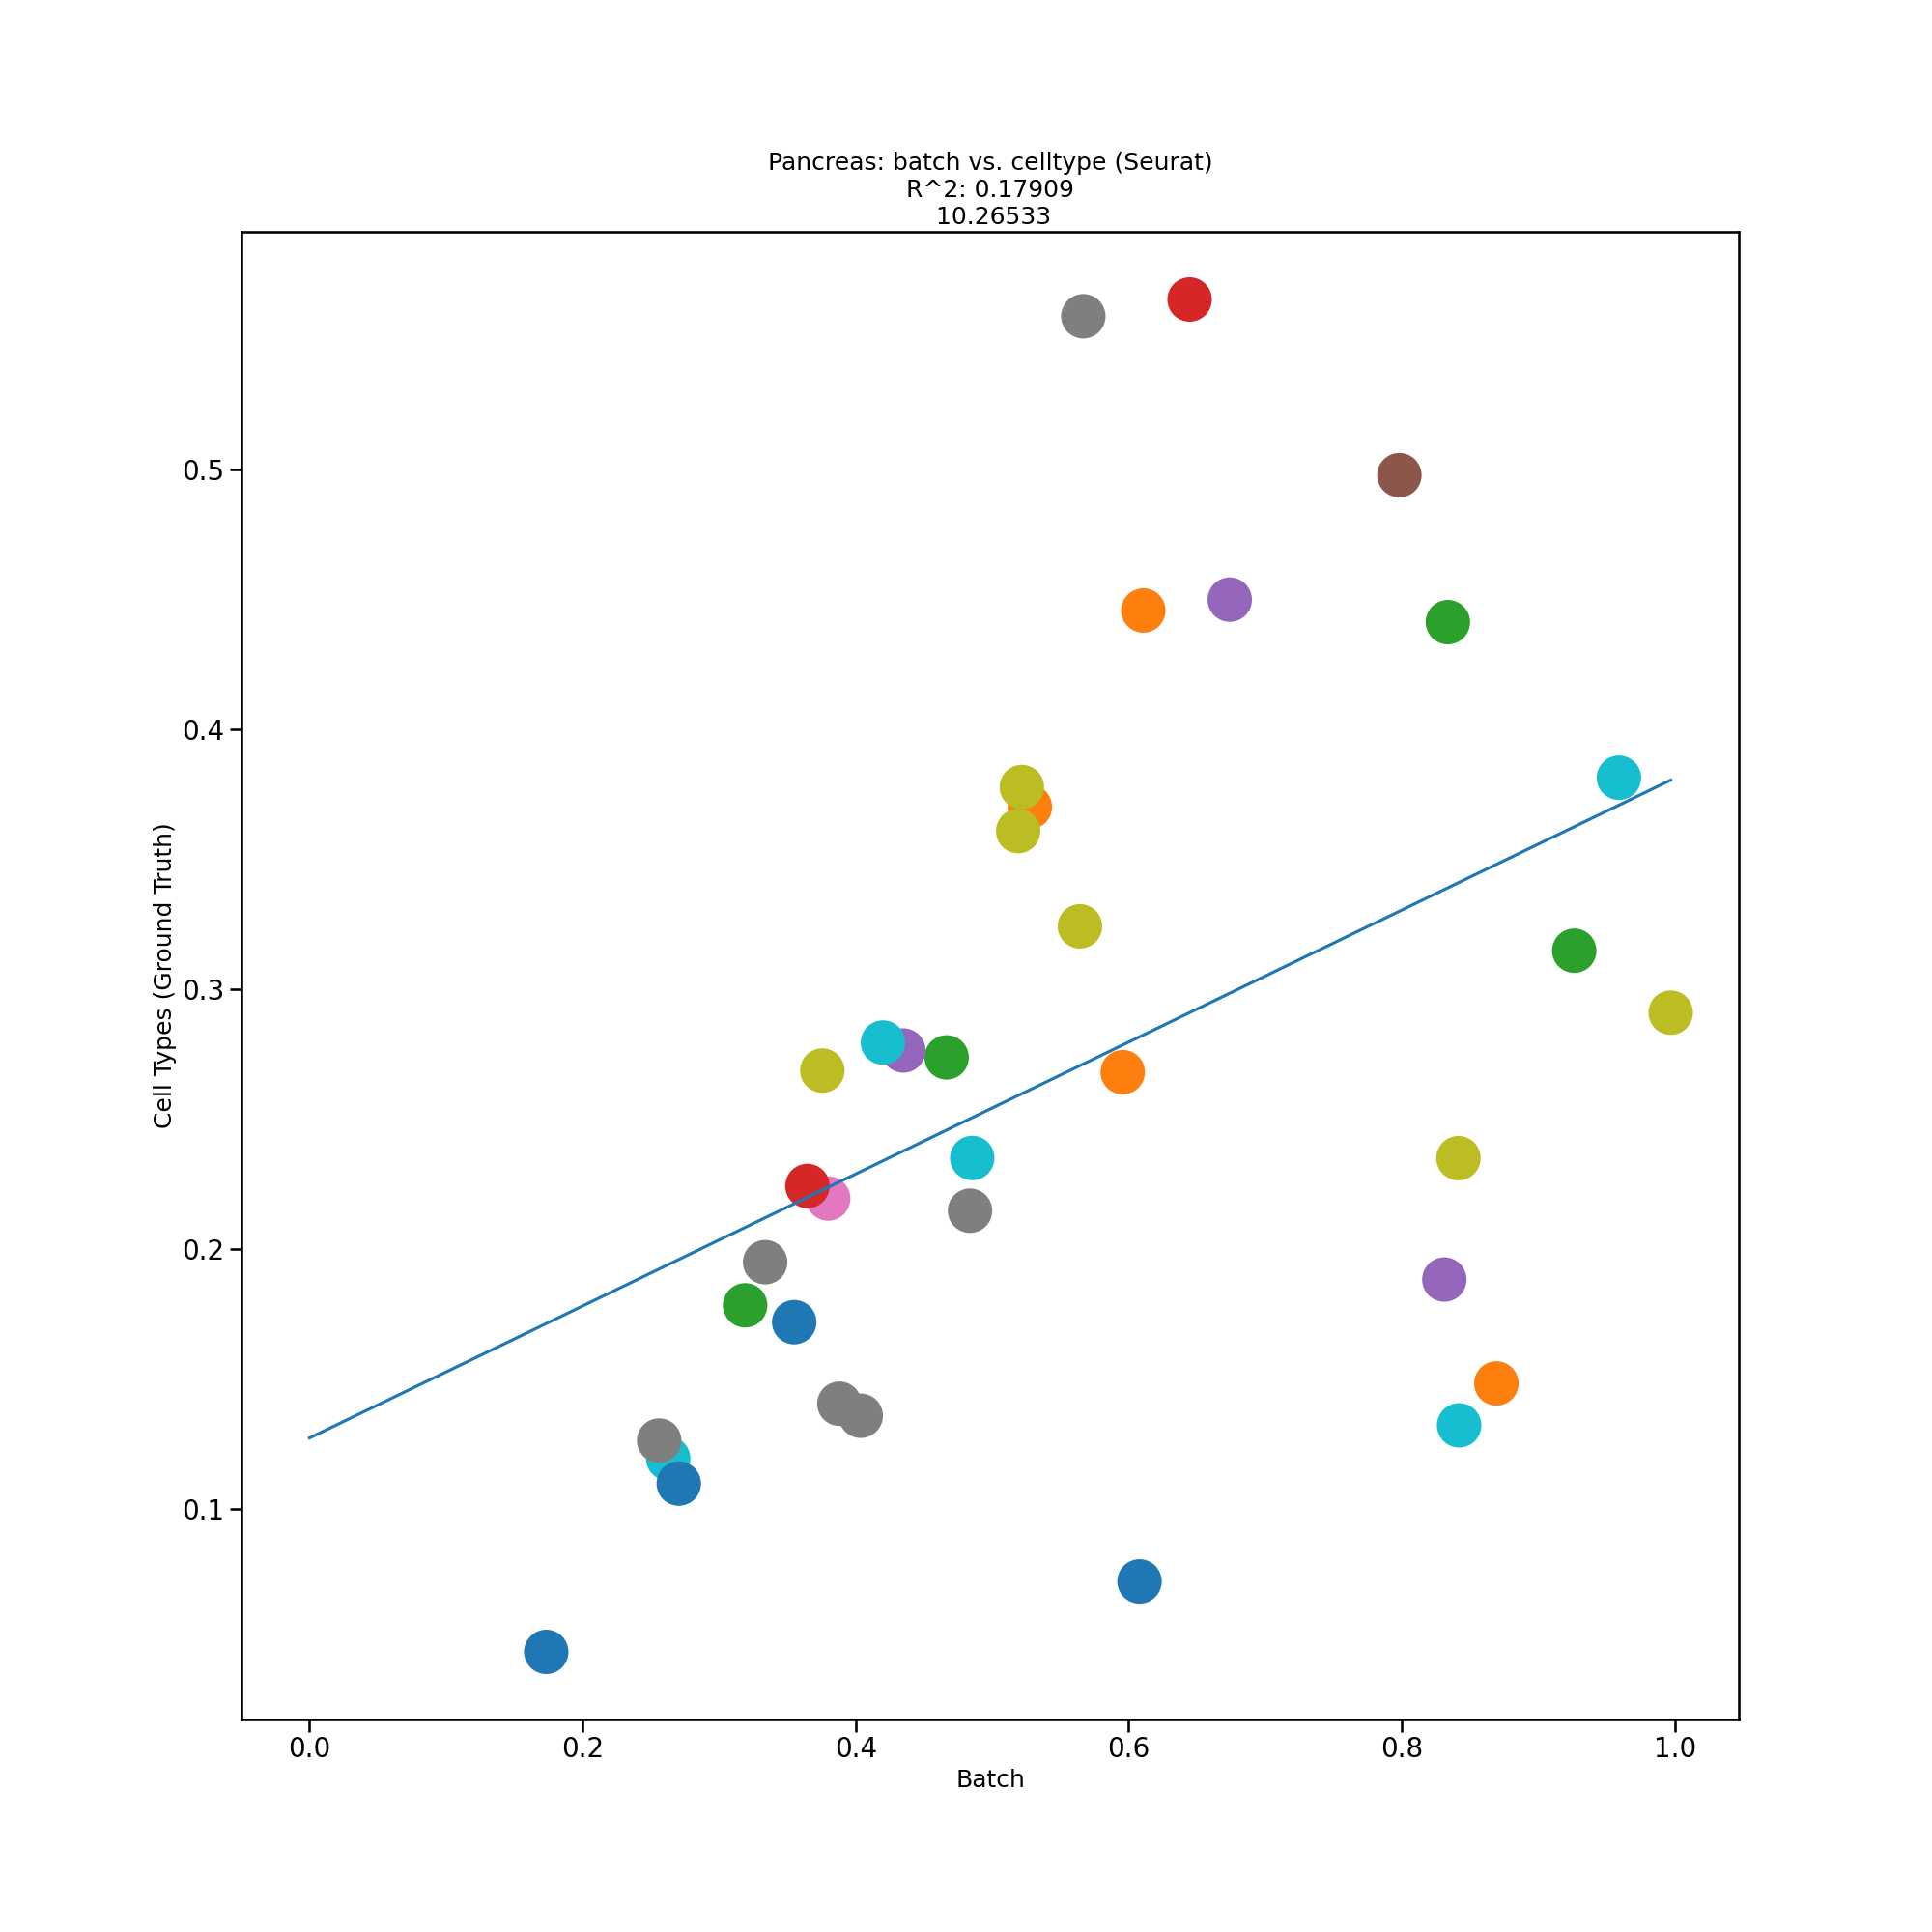 Pancreas: batch vs. celltype (Seurat)
R^2: 0.17909
10.26533
Cell Types (Ground Truth)
0.5
0.4
0.3
0.2
0.1
0.0 0.2 0.4 0.6 0.8 1.0
Batch